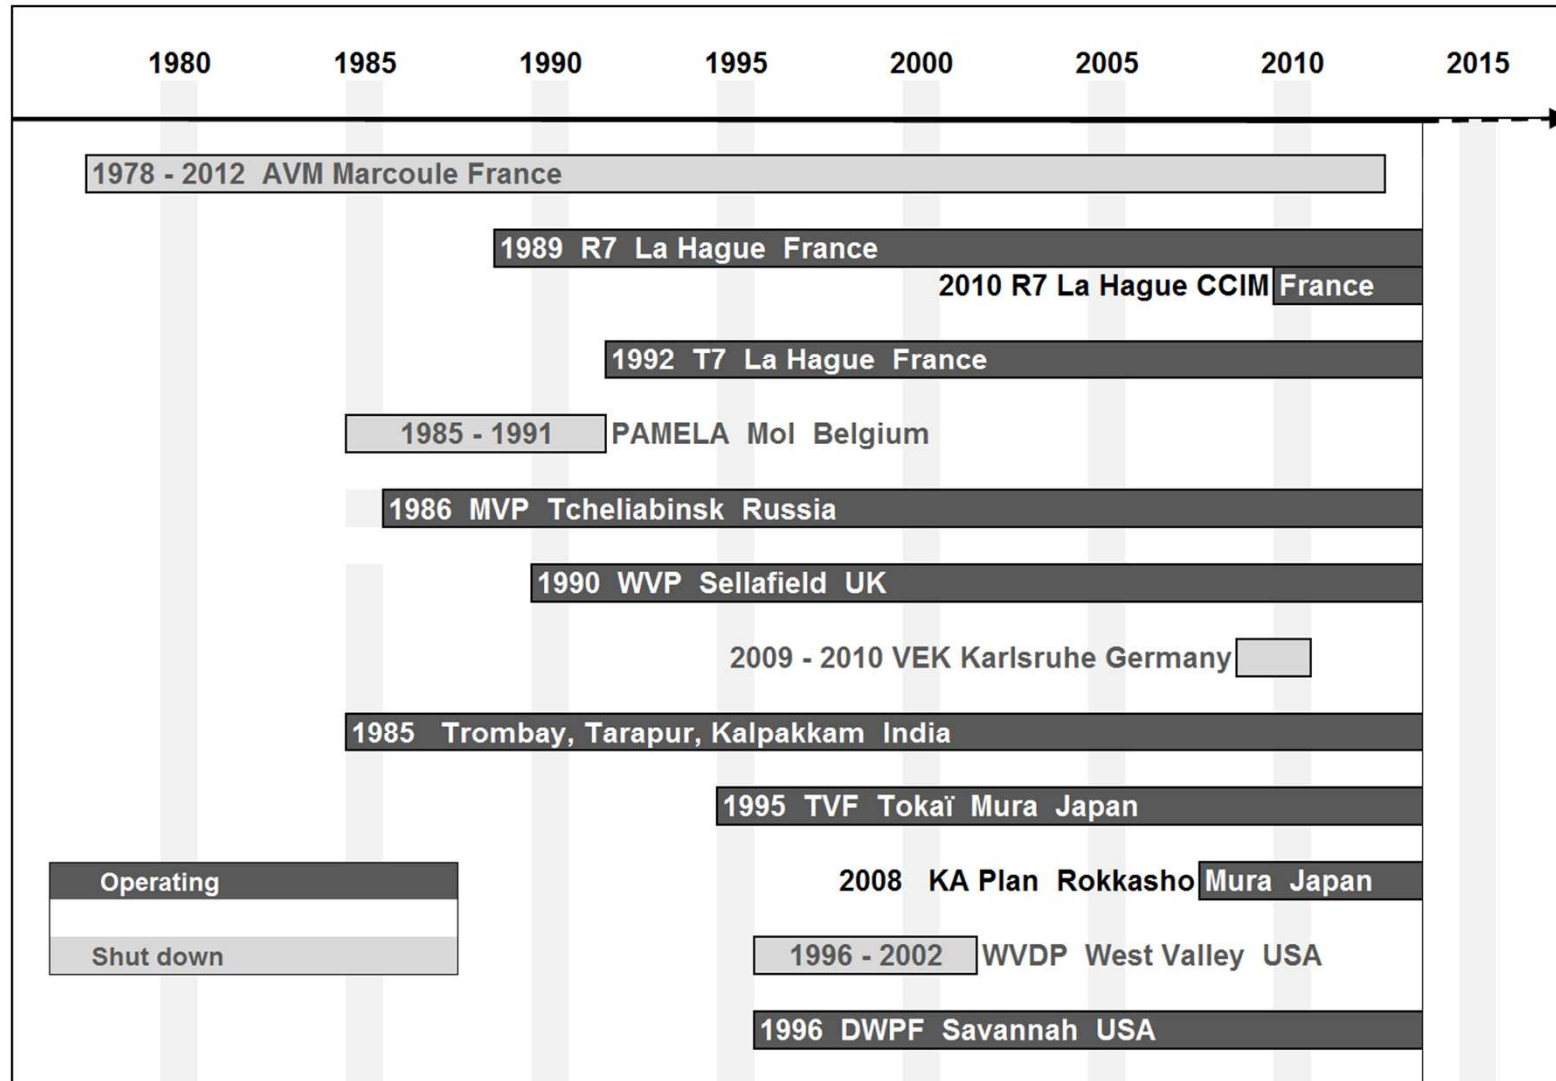 1980 1985 1990 1995 2000 2005 2010 2015
1978 - 2012 AVM Marcoule France
1989 R7 La Hague France
2010 R7 La Hague CCIM France
1992 T7 La Hague France
1985 - 1991 PAMELA Mol Belgium
1986 MVP Tcheliabinsk Russia
1990 WVP Sellafield UK
2009 - 2010 VEK Karlsruhe Germany
1985 Trombay, Tarapur, Kalpakkam India
1995 TVF Tokaï Mura Japan
2008 KA Plan Rokkasho Mura Japan
Operating
Shut down
1996 - 2002 WVDP West Valley USA
1996 DWPF Savannah USA